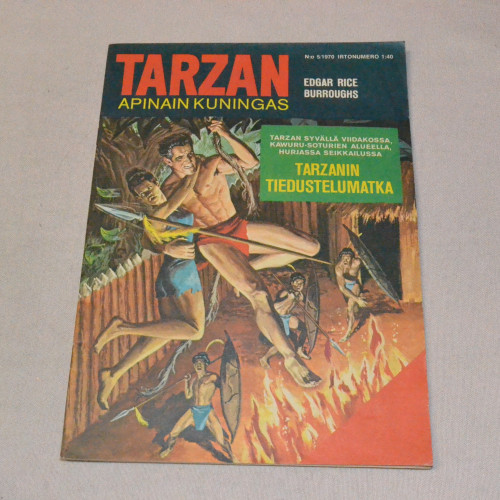 N:o 5/1970 IRTONUMERO 1:40
TARZAN
APINAIN KUNINGAS
EDGAR RICE
BURROUGHS
TARZAN SYVÄLLÄ VIIDAKOSSA,
KAWURU-SOTURIEN ALUEELLA,
HURJASSA SEIKKAILUSSA
TARZANIN
TIEDUSTELUMATKA